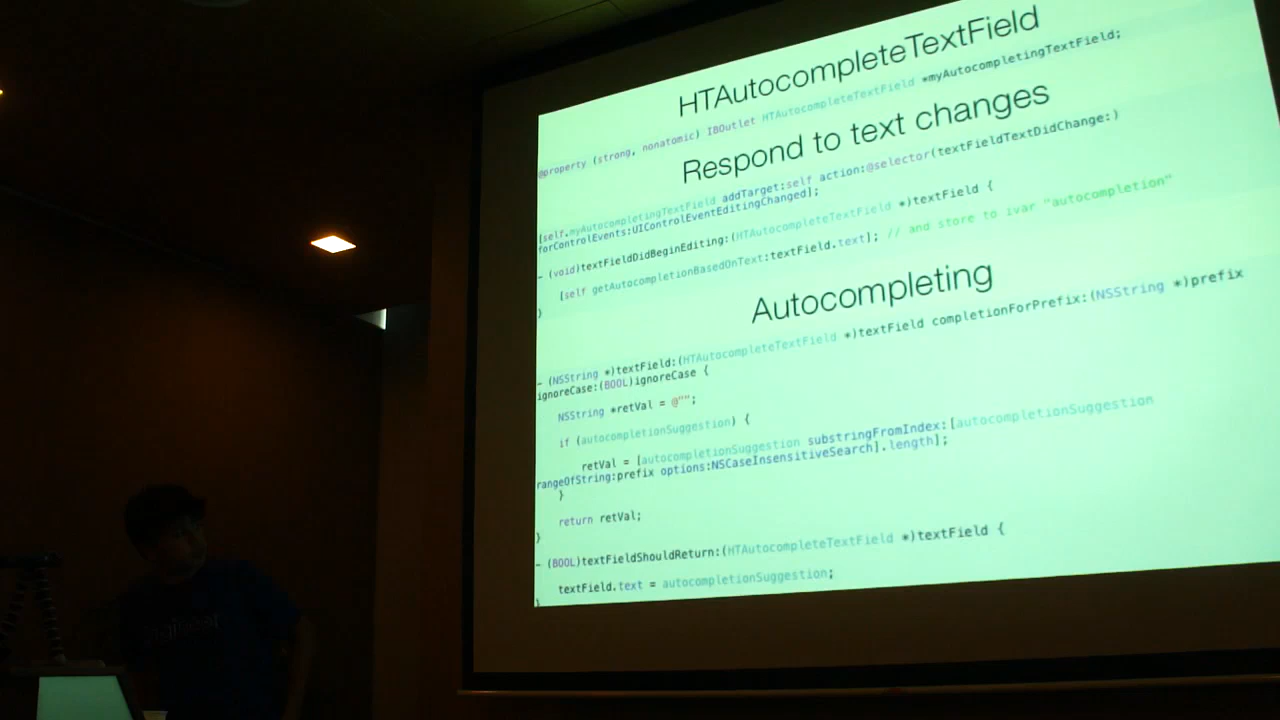 HTAutocompleteTextField
@property (strong, nonatomic) IBOutlet HTAutocompleteTextField *myAutocompletingTextField;
Respond to text changes
[self.myAutocompletingTextField addTarget:self action:@selector(textFieldTextDidChange:)
forControlEvents:UIControlEventEditingChanged];
- (void)textFieldDidBeginEditing:(HTAutocompleteTextField *)textField {
[self getAutocompletionBasedOnText:textField.text]; // and store to ivar "autocompletion"
}
Autocompleting
- (NSString *)textField:(HTAutocompleteTextField *)textField completionForPrefix:(NSString *)prefix
ignoreCase:(BOOL)ignoreCase {
NSString *retVal = @"";
if (autocompletionSuggestion) {
retVal = [autocompletionSuggestion substringFromIndex:[autocompletionSuggestion
rangeOfString:prefix options:NSCaseInsensitiveSearch].length];
}
return retVal;
}
- (BOOL)textFieldShouldReturn:(HTAutocompleteTextField *)textField {
textField.text = autocompletionSuggestion;
}